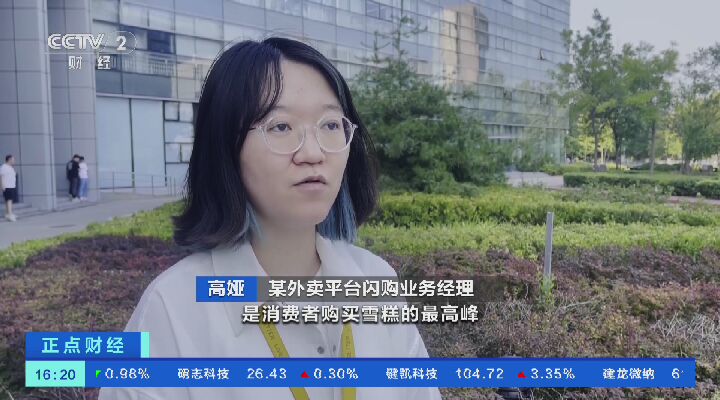 CCTV 2
财经
高娅 某外卖平台闪购业务经理
是消费者购买雪糕的最高峰
正点财经
16:20 0.98% 明志科技 26.43 0.30% 键凯科技 104.72 3.35% 建龙微纳 6